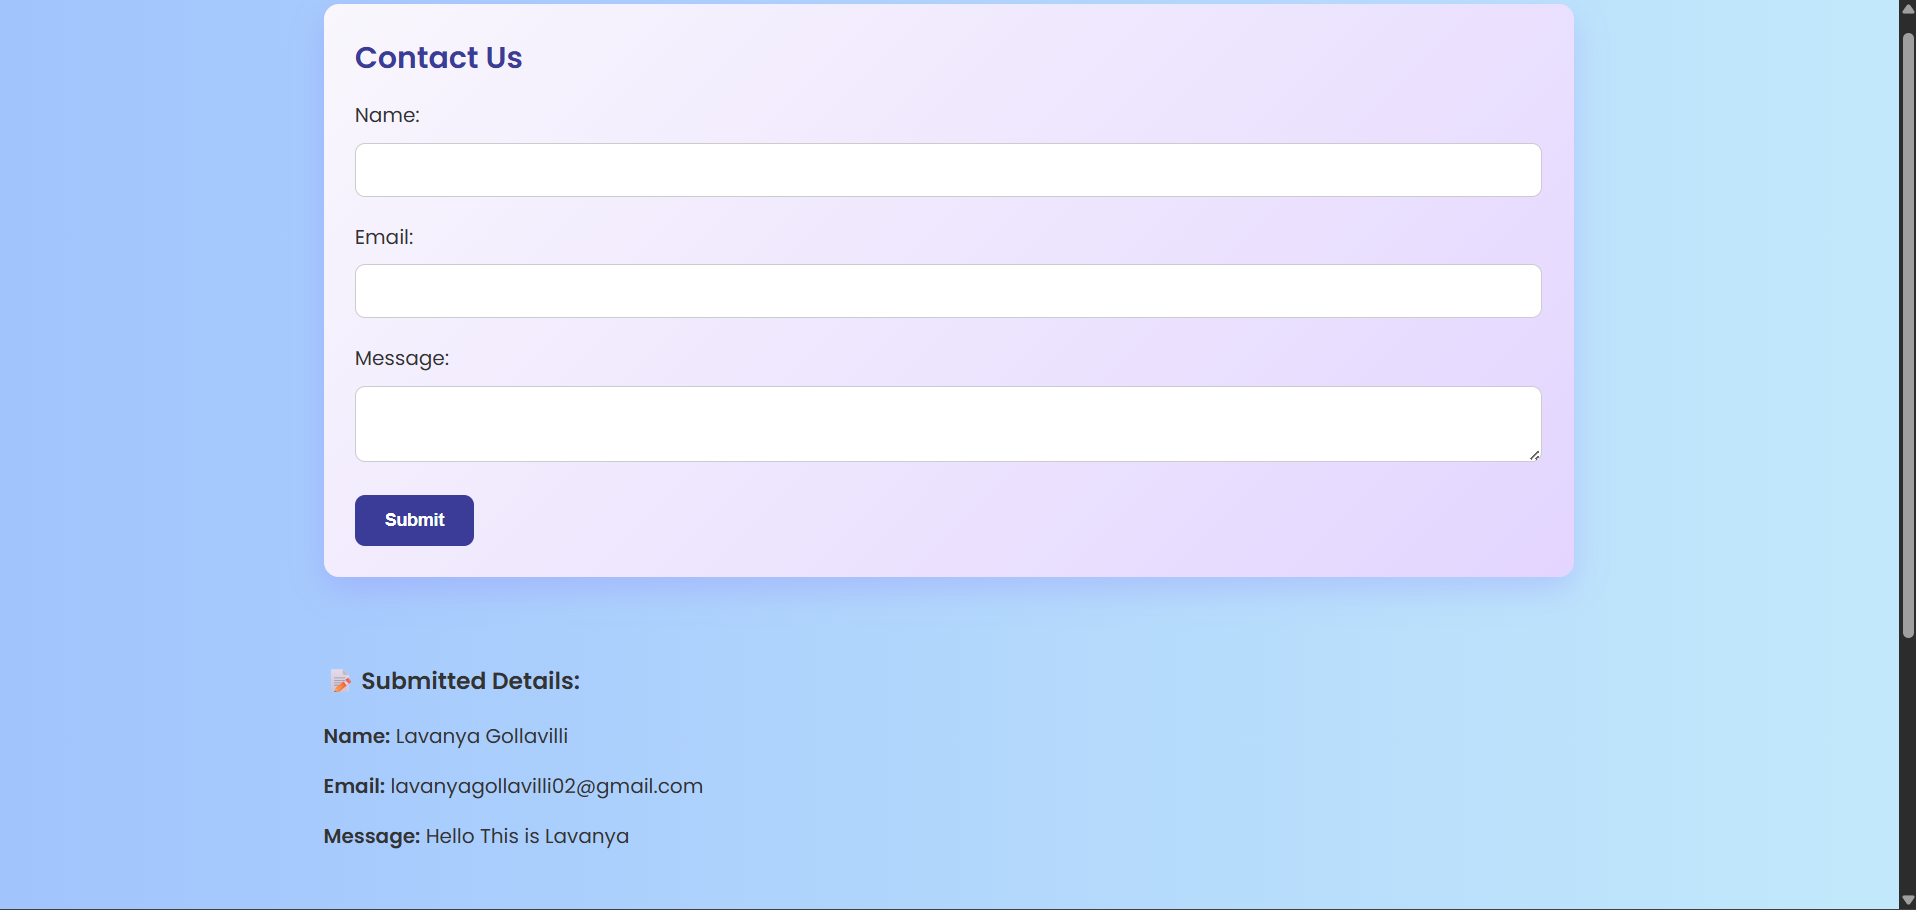 Contact Us
Name:
Email:
Message:
Submit
📝 Submitted Details:
Name: Lavanya Gollavilli
Email: lavanyagollavilli02@gmail.com
Message: Hello This is Lavanya